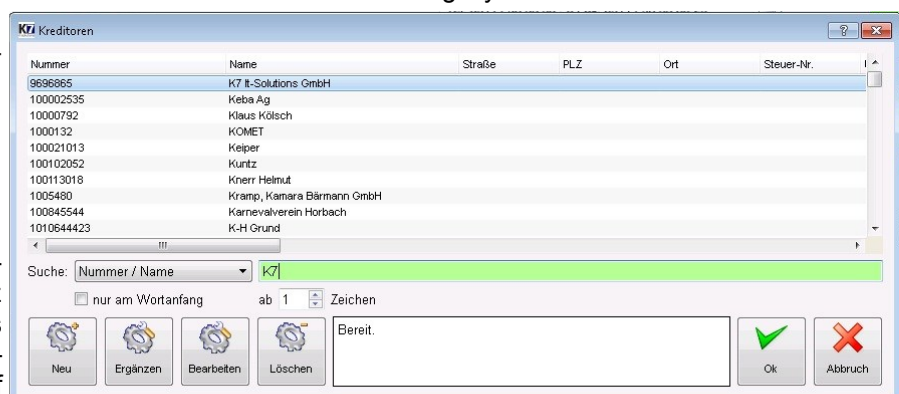 K7 Kreditoren
Nummer Name Straße PLZ Ort Steuer-Nr.
9696865 K7 It-Solutions GmbH
100002535 Keba Ag
10000792 Klaus Kölsch
1000132 KOMET
100021013 Keiper
100102052 Kuntz
100113018 Knerr Helmut
1005480 Kramp, Kamara Bärmann GmbH
100845544 Karnevalverein Horbach
1010644423 K-H Grund
Suche: Nummer / Name K7
nur am Wortanfang ab 1 Zeichen
Bereit.
Neu Ergänzen Bearbeiten Löschen Ok Abbruch